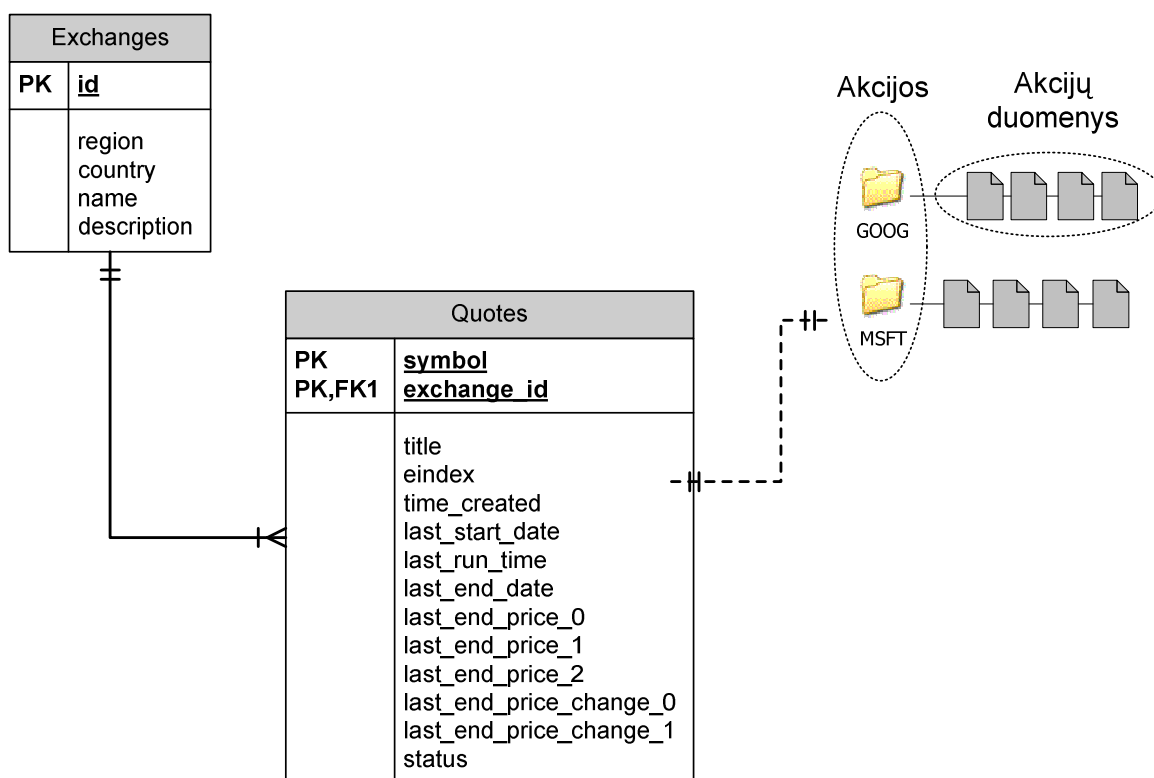 Exchanges
PK id
region
country
name
description
Akcijos
Akcijų
duomenys
GOOG
MSFT
Quotes
PK symbol
PK,FK1 exchange_id
title
eindex
time_created
last_start_date
last_run_time
last_end_date
last_end_price_0
last_end_price_1
last_end_price_2
last_end_price_change_0
last_end_price_change_1
status